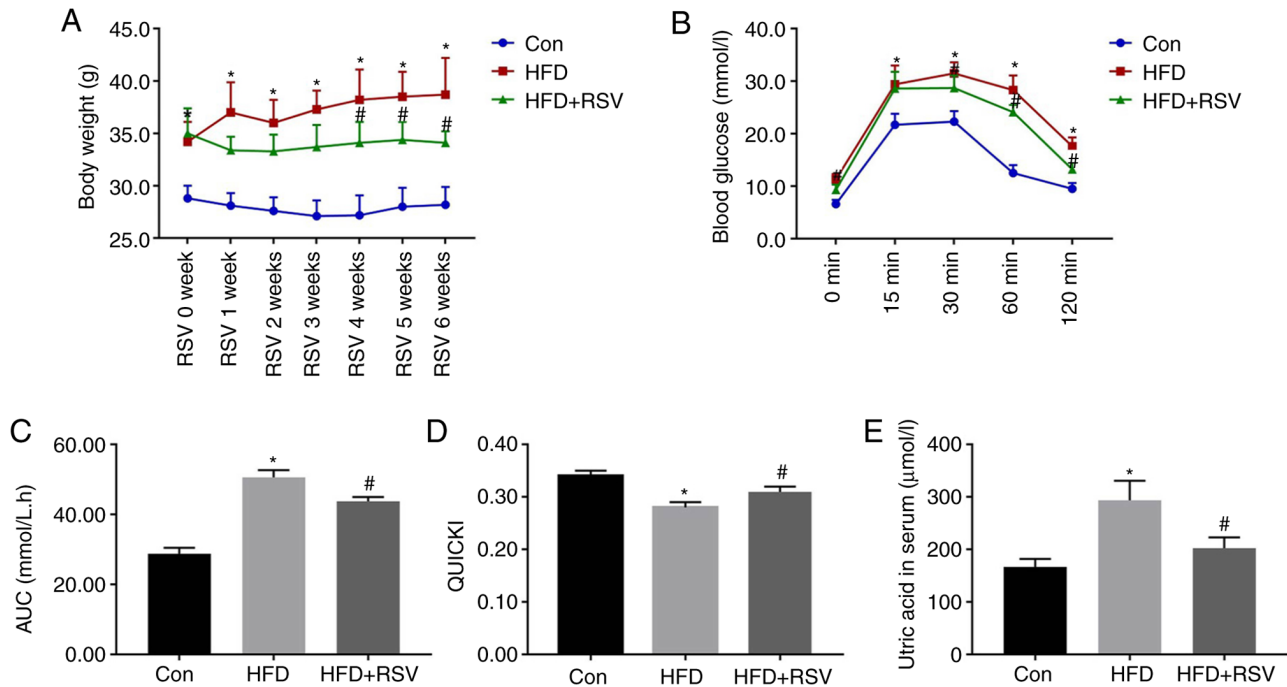 A
Body weight (g)
45.0
40.0
35.0
30.0
25.0
* * * * * * *
# # #
RSV 0 week
RSV 1 week
RSV 2 weeks
RSV 3 weeks
RSV 4 weeks
RSV 5 weeks
RSV 6 weeks
Con
HFD
HFD+RSV
B
Blood glucose (mmol/l)
40.0
30.0
20.0
10.0
0.0
* * * *
# # # #
0 min
15 min
30 min
60 min
120 min
Con
HFD
HFD+RSV
C
AUC (mmol/L.h)
60.00
40.00
20.00
0.00
*
#
Con
HFD
HFD+RSV
D
QUICKI
0.40
0.30
0.20
0.10
0.00
*
#
Con
HFD
HFD+RSV
E
Utric acid in serum (μmol/l)
400
300
200
100
0
*
#
Con
HFD
HFD+RSV